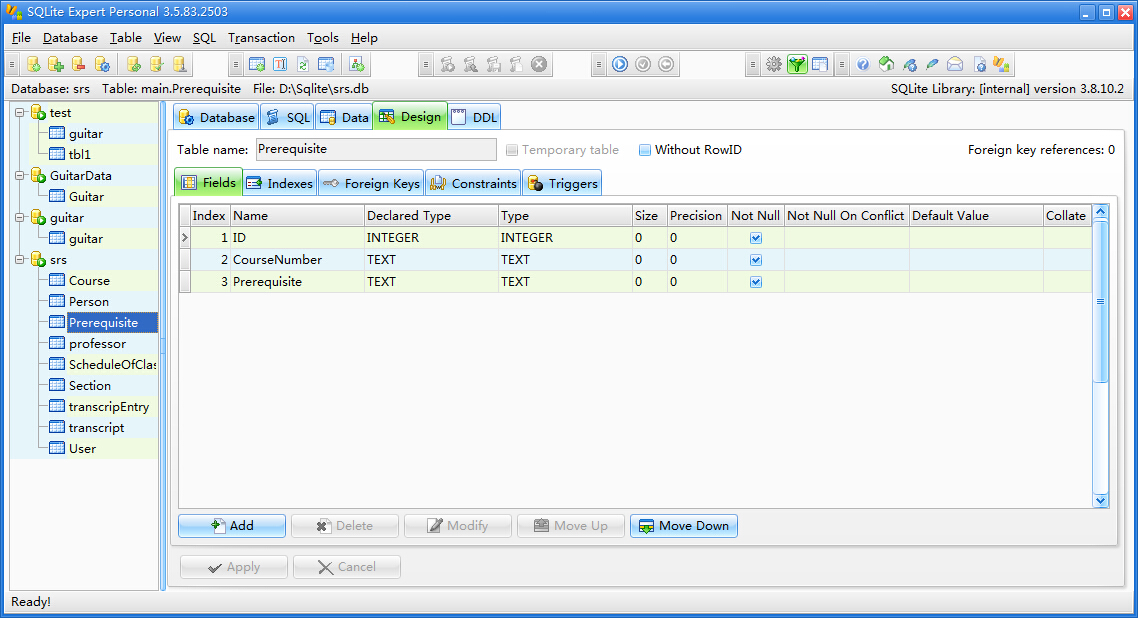 SQLite Expert Personal 3.5.83.2503
File Database Table View SQL Transaction Tools Help
Database: srs Table: main.Prerequisite File: D:\Sqlite\srs.db SQLite Library: [internal] version 3.8.10.2
test
guitar
tbl1
GuitarData
Guitar
guitar
guitar
srs
Course
Person
Prerequisite
professor
ScheduleOfClas
Section
transcripEntry
transcript
User
Database SQL Data Design DDL
Table name: Prerequisite Temporary table Without RowID Foreign key references: 0
Fields Indexes Foreign Keys Constraints Triggers
Index Name Declared Type Type Size Precision Not Null Not Null On Conflict Default Value Collate
1 ID INTEGER INTEGER 0 0
2 CourseNumber TEXT TEXT 0 0
3 Prerequisite TEXT TEXT 0 0
Add Delete Modify Move Up Move Down
Apply Cancel
Ready!